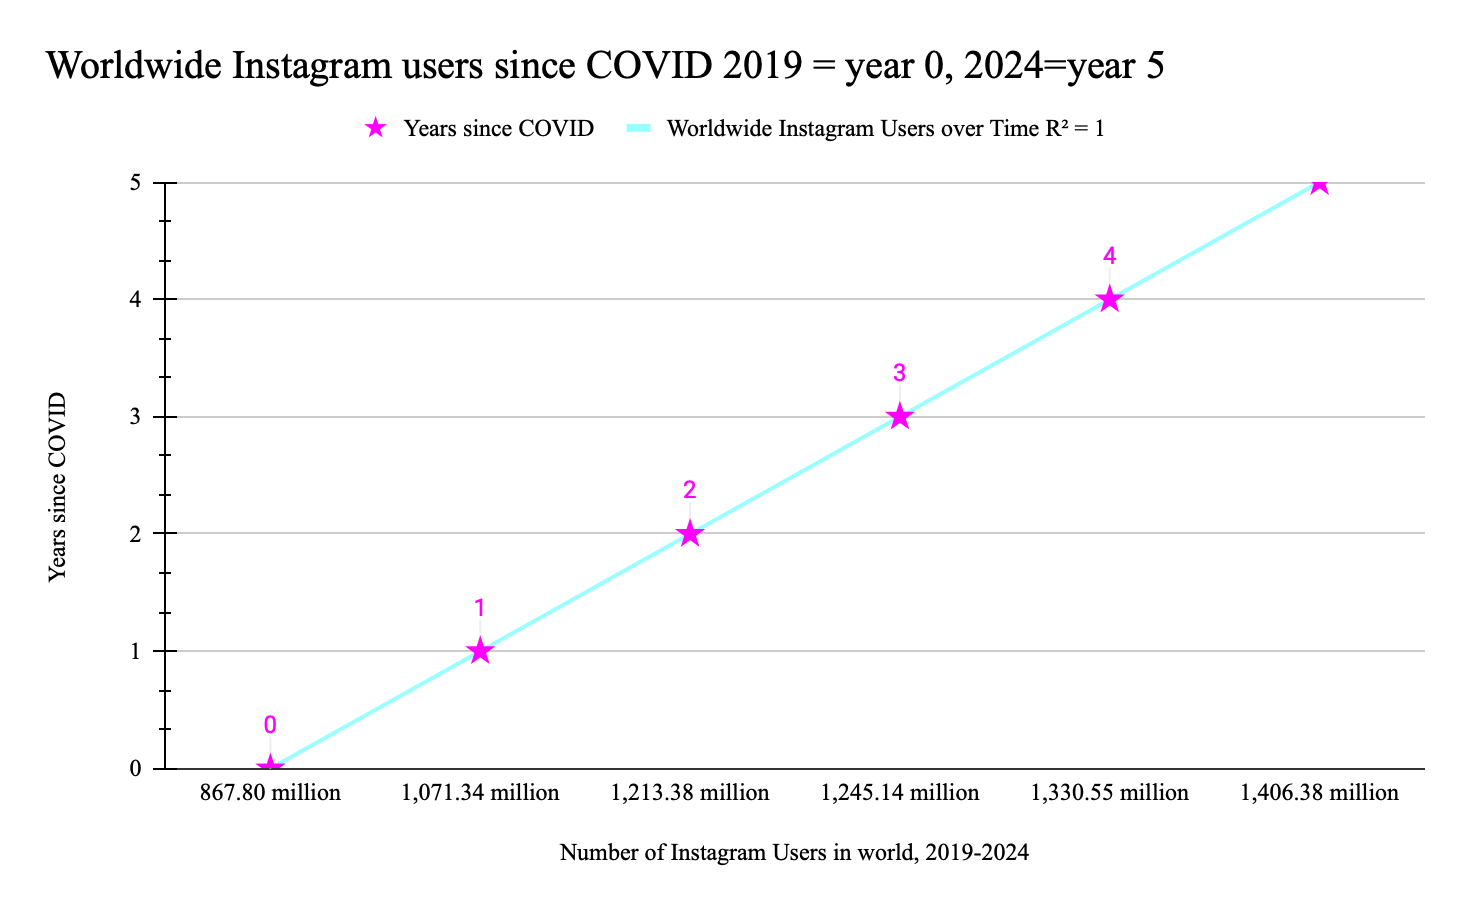 Worldwide Instagram users since COVID 2019 = year 0, 2024=year 5
Years since COVID
Worldwide Instagram Users over Time R² = 1
5
4
4
3
3
2
2
1
1
0
0
Years since COVID
867.80 million
1,071.34 million
1,213.38 million
1,245.14 million
1,330.55 million
1,406.38 million
Number of Instagram Users in world, 2019-2024